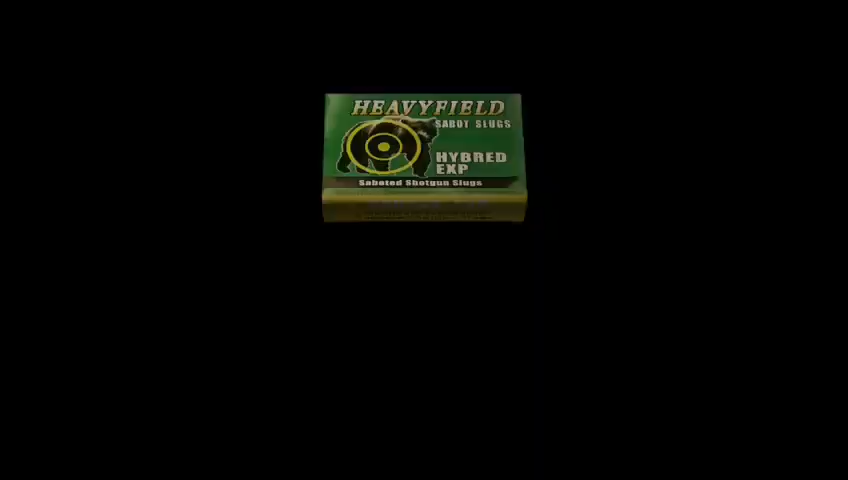 HEAVYFIELD
SABOT SLUGS
HYBRED
EXP
Saboted Shotgun Slugs